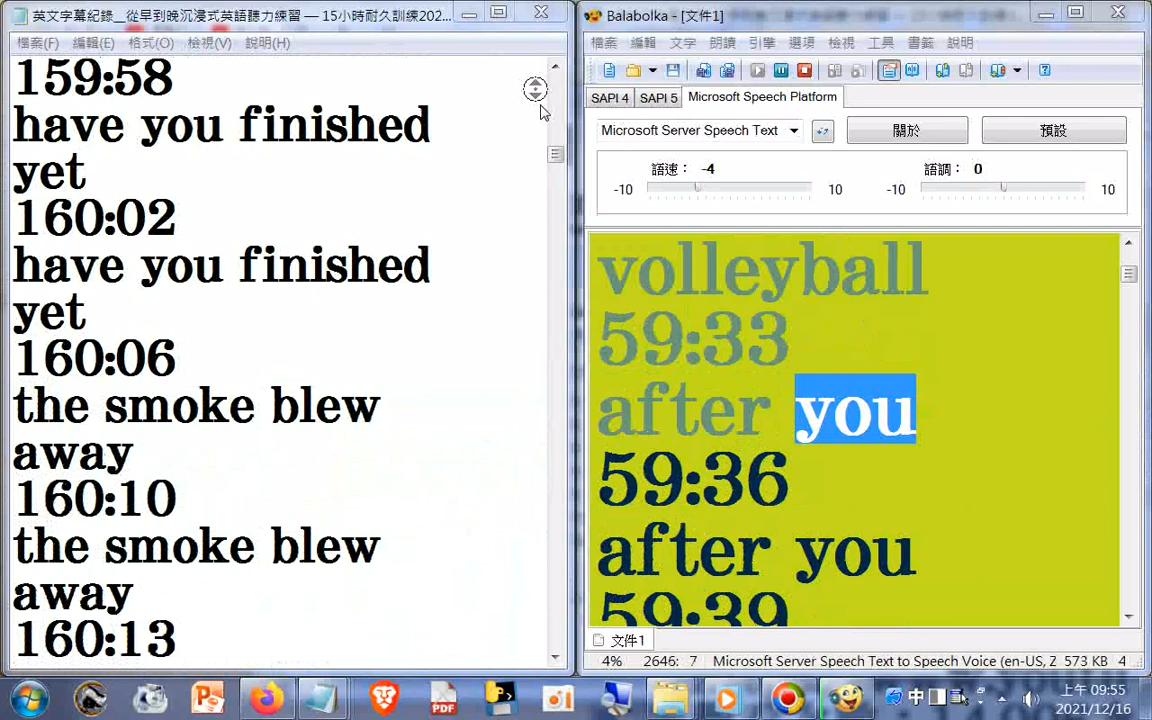 英文字幕紀錄__從早到晚沉浸式英語聽力練習 — 15小時耐久訓練202...
檔案(F) 編輯(E) 格式(O) 檢視(V) 說明(H)
159:58
have you finished
yet
160:02
have you finished
yet
160:06
the smoke blew
away
160:10
the smoke blew
away
160:13
Balabolka - [文件1]
檔案 編輯 文字 朗讀 引擎 選項 檢視 工具 書籤 說明
SAPI 4 SAPI 5 Microsoft Speech Platform
Microsoft Server Speech Text 關於 預設
語速： -4 語調： 0
-10 10 -10 10
volleyball
59:33
after you
59:36
after you
59:39
文件1
4% 2646: 7 Microsoft Server Speech Text to Speech Voice (en-US, Z 573 KB 4
PDF
中
上午 09:55
2021/12/16